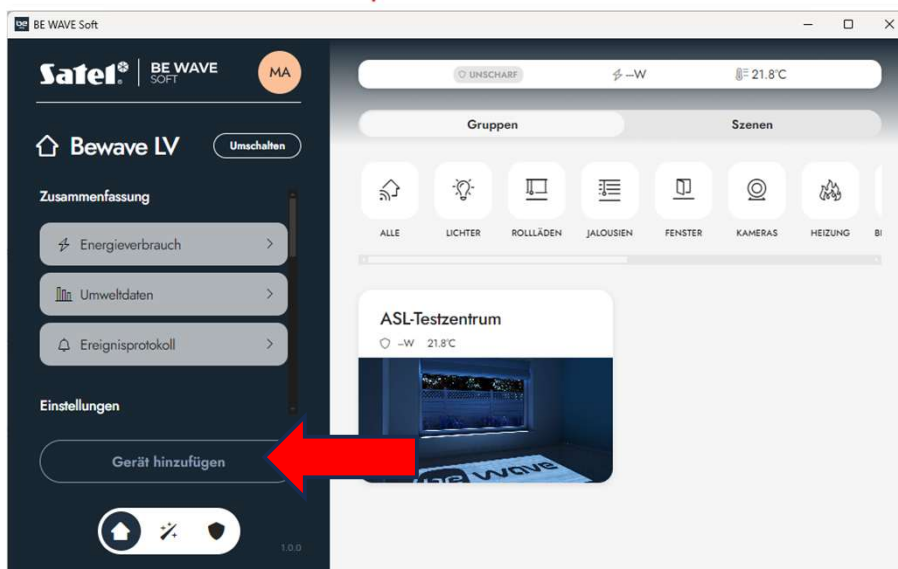 BE WAVE Soft
Satel® BE WAVE SOFT
MA
Bewave LV
Umschalten
Zusammenfassung
Energieverbrauch
Umweltdaten
Ereignisprotokoll
Einstellungen
Gerät hinzufügen
1.0.0
UNSCHARF
--W
21.8°C
Gruppen
Szenen
ALLE
LICHTER
ROLLLÄDEN
JALOUSIEN
FENSTER
KAMERAS
HEIZUNG
ASL-Testzentrum
--W 21.8°C
be wave